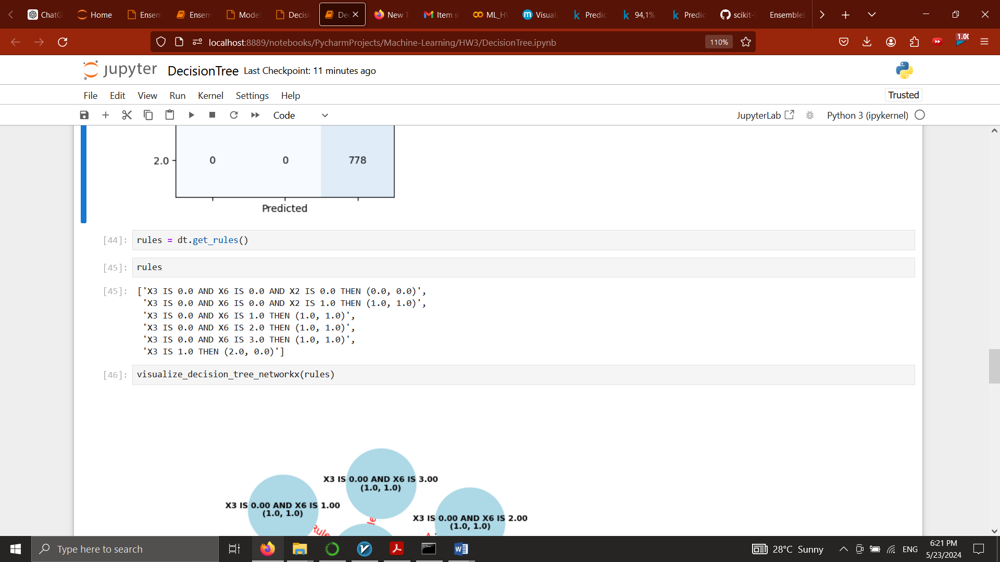 ChatG
Home
Ensem
Ensem
Model
Decisi
Dec
New T
Item s
ML_HW
Visuali
Predic
94,1%
Predic
scikit-l
EnsembleL
localhost:8889/notebooks/PycharmProjects/Machine-Learning/HW3/DecisionTree.ipynb
110%
1.00
jupyter DecisionTree Last Checkpoint: 11 minutes ago
File Edit View Run Kernel Settings Help
Trusted
Code
JupyterLab
Python 3 (ipykernel)
2.0 0 0 778
Predicted
[44]: rules = dt.get_rules()
[45]: rules
[45]: ['X3 IS 0.0 AND X6 IS 0.0 AND X2 IS 0.0 THEN (0.0, 0.0)',
'X3 IS 0.0 AND X6 IS 0.0 AND X2 IS 1.0 THEN (1.0, 1.0)',
'X3 IS 0.0 AND X6 IS 1.0 THEN (1.0, 1.0)',
'X3 IS 0.0 AND X6 IS 2.0 THEN (1.0, 1.0)',
'X3 IS 0.0 AND X6 IS 3.0 THEN (1.0, 1.0)',
'X3 IS 1.0 THEN (2.0, 0.0)']
[46]: visualize_decision_tree_networkx(rules)
X3 IS 0.00 AND X6 IS 3.00
(1.0, 1.0)
X3 IS 0.00 AND X6 IS 1.00
(1.0, 1.0)
X3 IS 0.00 AND X6 IS 2.00
(1.0, 1.0)
Rule
Type here to search
28°C Sunny
ENG
6:21 PM
5/23/2024